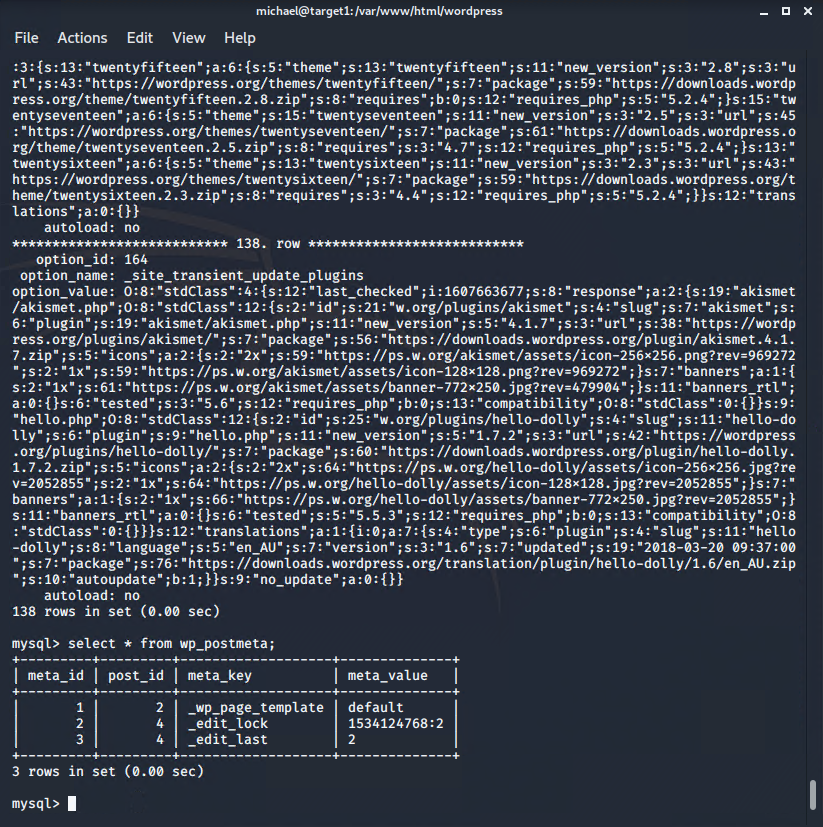 michael@target1:/var/www/html/wordpress
File Actions Edit View Help
:3:{s:13:"twentyfifteen";a:6:{s:5:"theme";s:13:"twentyfifteen";s:11:"new_version";s:3:"2.8";s:3:"u
rl";s:43:"https://wordpress.org/themes/twentyfifteen/";s:7:"package";s:59:"https://downloads.wordp
ress.org/theme/twentyfifteen.2.8.zip";s:8:"requires";b:0;s:12:"requires_php";s:5:"5.2.4";}s:15:"tw
entyseventeen";a:6:{s:5:"theme";s:15:"twentyseventeen";s:11:"new_version";s:3:"2.5";s:3:"url";s:45
:"https://wordpress.org/themes/twentyseventeen/";s:7:"package";s:61:"https://downloads.wordpress.o
rg/theme/twentyseventeen.2.5.zip";s:8:"requires";s:3:"4.7";s:12:"requires_php";s:5:"5.2.4";}s:13:"
twentysixteen";a:6:{s:5:"theme";s:13:"twentysixteen";s:11:"new_version";s:3:"2.3";s:3:"url";s:43:"
https://wordpress.org/themes/twentysixteen/";s:7:"package";s:59:"https://downloads.wordpress.org/t
heme/twentysixteen.2.3.zip";s:8:"requires";s:3:"4.4";s:12:"requires_php";s:5:"5.2.4";}}s:12:"trans
lations";a:0:{}}
autoload: no
*************************** 138. row ***************************
option_id: 164
option_name: _site_transient_update_plugins
option_value: O:8:"stdClass":4:{s:12:"last_checked";i:1607663677;s:8:"response";a:2:{s:19:"akismet
/akismet.php";O:8:"stdClass":12:{s:2:"id";s:21:"w.org/plugins/akismet";s:4:"slug";s:7:"akismet";s:
6:"plugin";s:19:"akismet/akismet.php";s:11:"new_version";s:5:"4.1.7";s:3:"url";s:38:"https://wordp
ress.org/plugins/akismet/";s:7:"package";s:56:"https://downloads.wordpress.org/plugin/akismet.4.1.
7.zip";s:5:"icons";a:2:{s:2:"2x";s:59:"https://ps.w.org/akismet/assets/icon-256×256.png?rev=969272
";s:2:"1x";s:59:"https://ps.w.org/akismet/assets/icon-128×128.png?rev=969272";}s:7:"banners";a:1:{
s:2:"1x";s:61:"https://ps.w.org/akismet/assets/banner-772×250.jpg?rev=479904";}s:11:"banners_rtl";
a:0:{}s:6:"tested";s:3:"5.6";s:12:"requires_php";b:0;s:13:"compatibility";O:8:"stdClass":0:{}}s:9:
"hello.php";O:8:"stdClass":12:{s:2:"id";s:25:"w.org/plugins/hello-dolly";s:4:"slug";s:11:"hello-do
lly";s:6:"plugin";s:9:"hello.php";s:11:"new_version";s:5:"1.7.2";s:3:"url";s:42:"https://wordpress
.org/plugins/hello-dolly/";s:7:"package";s:60:"https://downloads.wordpress.org/plugin/hello-dolly.
1.7.2.zip";s:5:"icons";a:2:{s:2:"2x";s:64:"https://ps.w.org/hello-dolly/assets/icon-256×256.jpg?re
v=2052855";s:2:"1x";s:64:"https://ps.w.org/hello-dolly/assets/icon-128×128.jpg?rev=2052855";}s:7:"
banners";a:1:{s:2:"1x";s:66:"https://ps.w.org/hello-dolly/assets/banner-772×250.jpg?rev=2052855";}
s:11:"banners_rtl";a:0:{}s:6:"tested";s:5:"5.5.3";s:12:"requires_php";b:0;s:13:"compatibility";O:8
:"stdClass":0:{}}}s:12:"translations";a:1:{i:0;a:7:{s:4:"type";s:6:"plugin";s:4:"slug";s:11:"hello
-dolly";s:8:"language";s:5:"en_AU";s:7:"version";s:3:"1.6";s:7:"updated";s:19:"2018-03-20 09:37:00
";s:7:"package";s:76:"https://downloads.wordpress.org/translation/plugin/hello-dolly/1.6/en_AU.zip
";s:10:"autoupdate";b:1;}}s:9:"no_update";a:0:{}}
autoload: no
138 rows in set (0.00 sec)
mysql> select * from wp_postmeta;
+---------+---------+-------------------+--------------+
| meta_id | post_id | meta_key | meta_value |
+---------+---------+-------------------+--------------+
| 1 | 2 | _wp_page_template | default |
| 2 | 4 | _edit_lock | 1534124768:2 |
| 3 | 4 | _edit_last | 2 |
+---------+---------+-------------------+--------------+
3 rows in set (0.00 sec)
mysql>